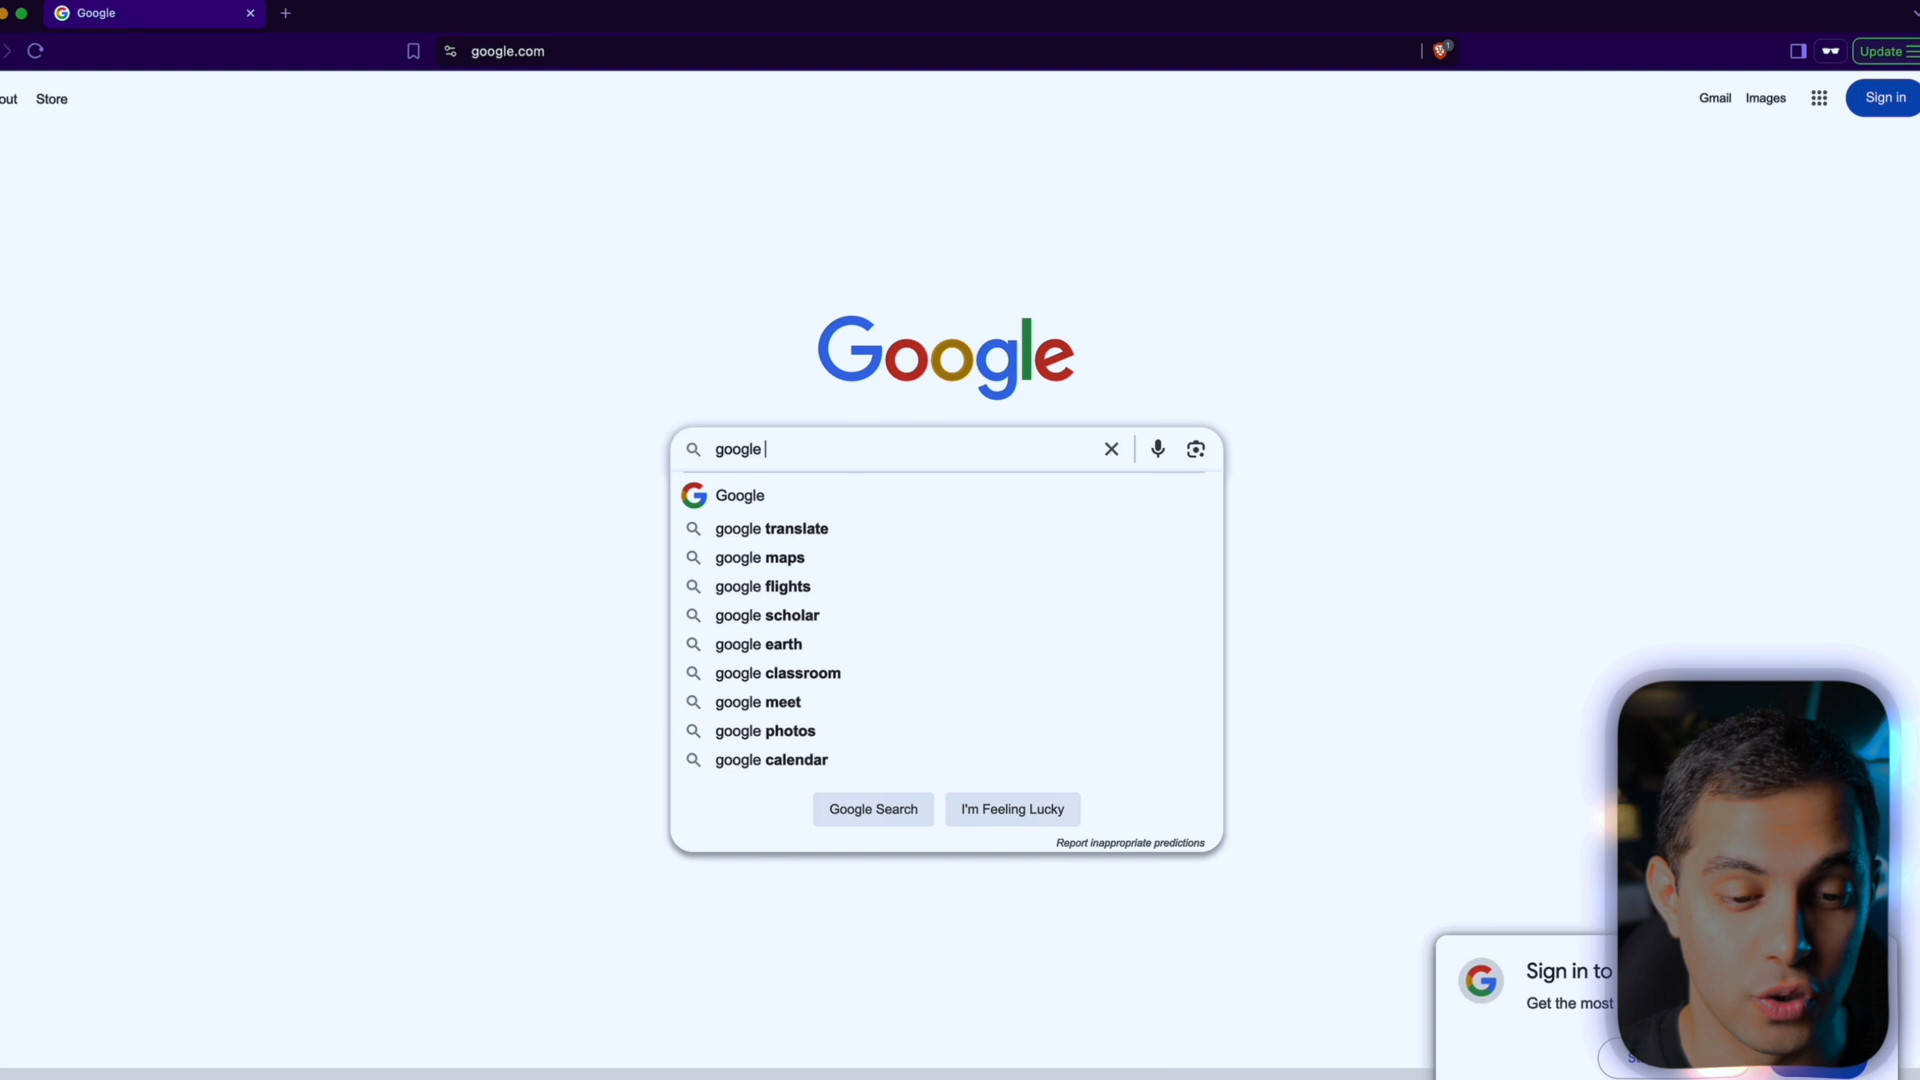 Google
google.com
1
Update
out Store
Gmail Images
Sign in
Google
google
Google
google translate
google maps
google flights
google scholar
google earth
google classroom
google meet
google photos
google calendar
Google Search I'm Feeling Lucky
Report inappropriate predictions
Sign in to
Get the most